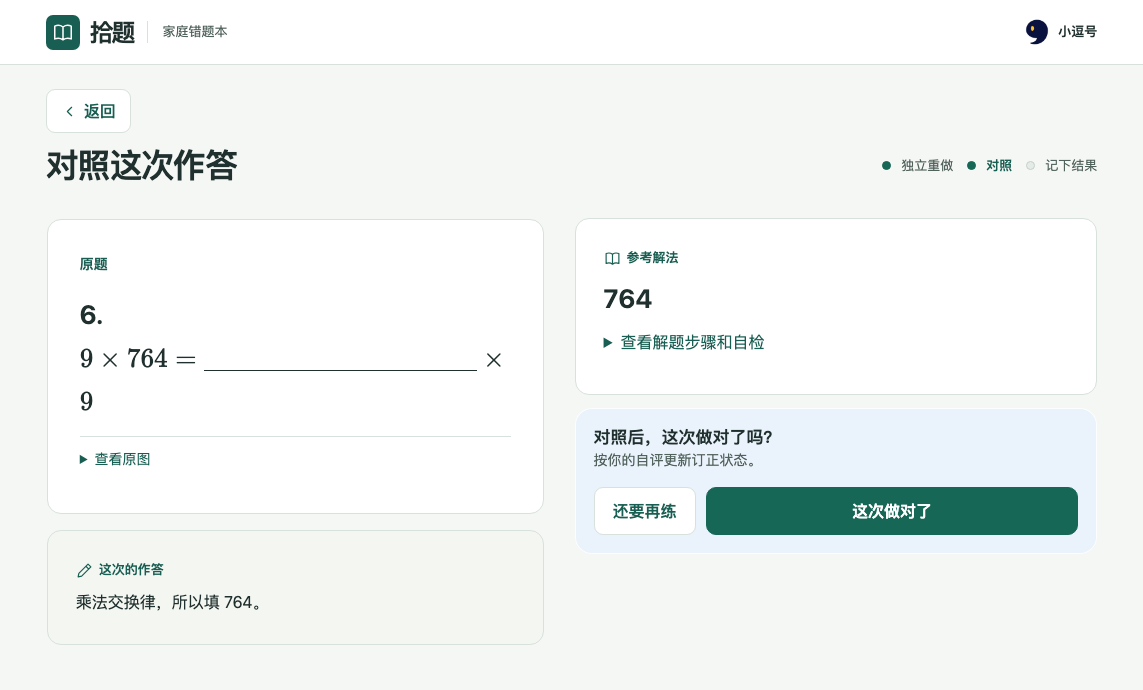 拾题
家庭错题本
小逗号
返回
对照这次作答
独立重做
对照
记下结果
原题
6.
9 × 764 = ______________ ×
9
查看原图
这次的作答
乘法交换律，所以填 764。
参考解法
764
查看解题步骤和自检
对照后，这次做对了吗?
按你的自评更新订正状态。
还要再练
这次做对了